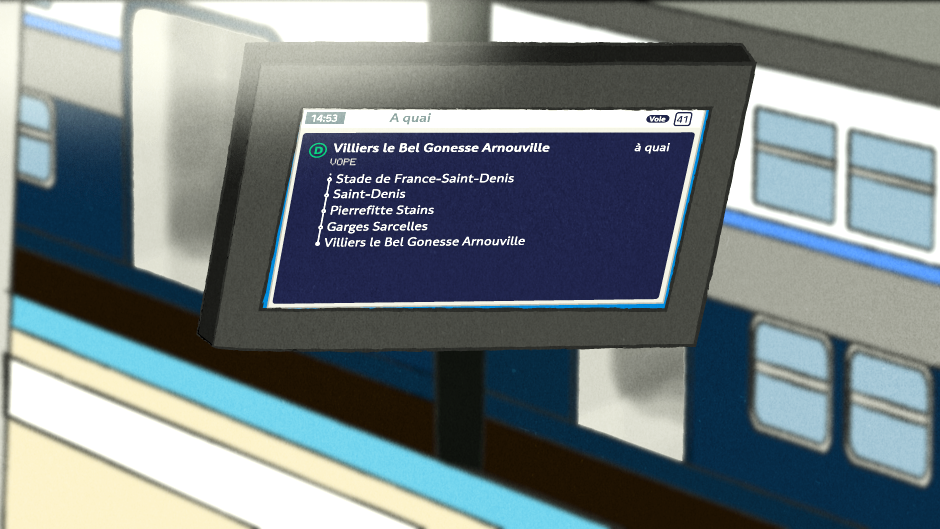 14:53 A quai Voie 41
D Villiers le Bel Gonesse Arnouville à quai
VOPE
Stade de France-Saint-Denis
Saint-Denis
Pierrefitte Stains
Garges Sarcelles
Villiers le Bel Gonesse Arnouville